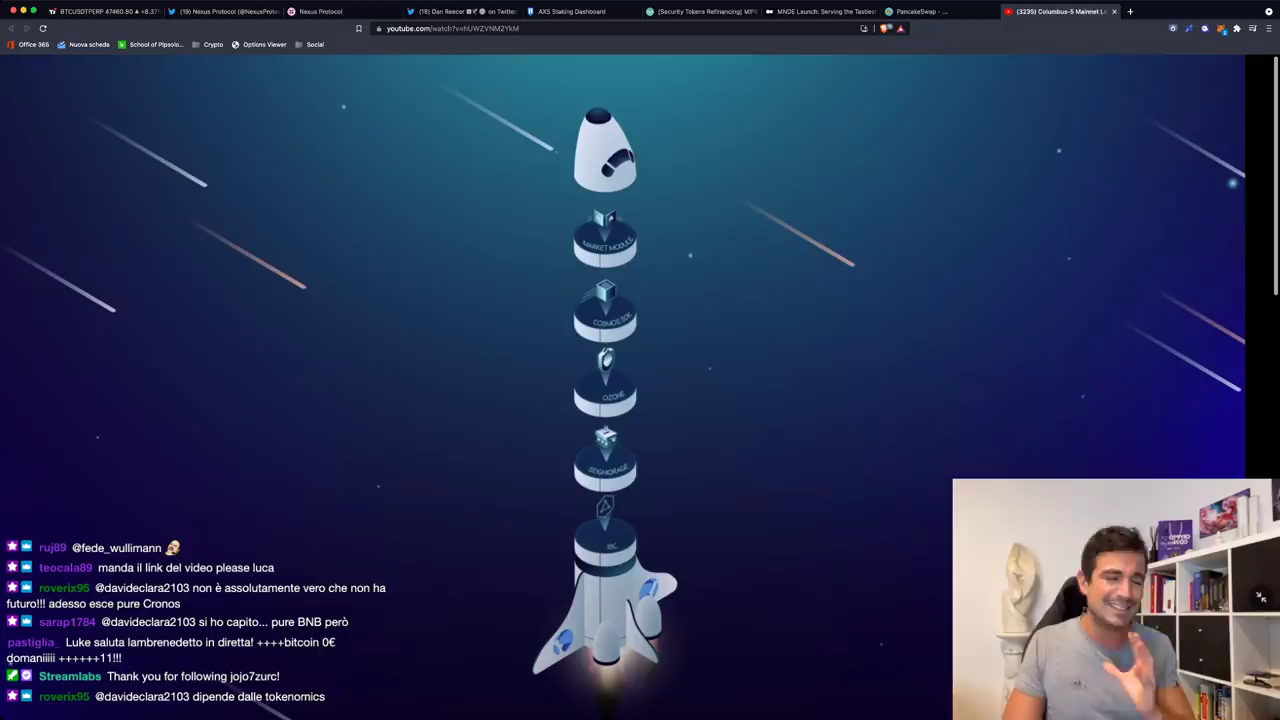 BTCUSDTPERP 47460.80 ▲ +8.37%
(19) Nexus Protocol (@NexusProto
Nexus Protocol
(18) Dan Reecer on Twitter
AXS Staking Dashboard
[Security Tokens Refinancing] MIP
MNDE Launch: Serving the Tastiest
PancakeSwap - ...
(3235) Columbus-5 Mainnet L
youtube.com/watch?v=hUWZVNM2YkM
Office 365
Nuova scheda
School of Pipsolo...
Crypto
Options Viewer
Social
MARKET MODULE
COSMOS SDK
OZONE
SEIGNIORAGE
IBC
ruj89 @fede_wullimann
teocala89 manda il link del video please luca
roverix95 @davideclara2103 non è assolutamente vero che non ha
futuro!!! adesso esce pure Cronos
sarap1784 @davideclara2103 si ho capito... pure BNB però
pastiglia_ Luke saluta lambrenedetto in diretta! ++++bitcoin 0€
domaniiiii ++++++11!!!
Streamlabs Thank you for following jojo7zurc!
roverix95 @davideclara2103 dipende dalle tokenomics